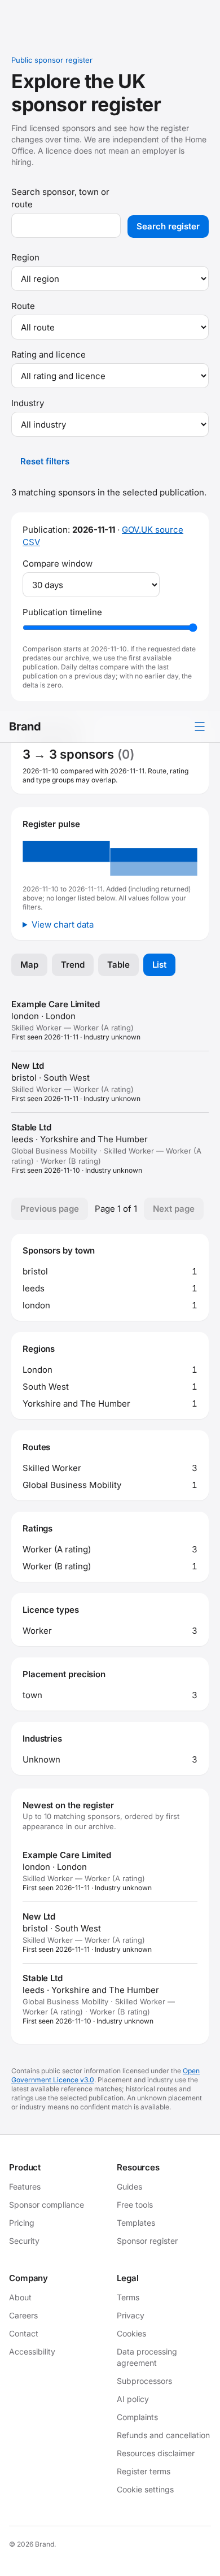 Public sponsor register
Explore the UK
sponsor register
Find licensed sponsors and see how the register
changes over time. We are independent of the Home
Office. A licence does not mean an employer is
hiring.
Search sponsor, town or
route
Search register
Region
All region
Route
All route
Rating and licence
All rating and licence
Industry
All industry
Reset filters
3 matching sponsors in the selected publication.
Publication: 2026-11-11 · GOV.UK source
CSV
Compare window
30 days
Publication timeline
Comparison starts at 2026-11-10. If the requested date
predates our archive, we use the first available
publication. Daily deltas compare with the last
publication on a previous day; with no earlier day, the
delta is zero.
Brand
3 → 3 sponsors (0)
2026-11-10 compared with 2026-11-11. Route, rating
and type groups may overlap.
Register pulse
2026-11-10 to 2026-11-11. Added (including returned)
above; no longer listed below. All values follow your
filters.
View chart data
Map
Trend
Table
List
Example Care Limited
london · London
Skilled Worker — Worker (A rating)
First seen 2026-11-11 · Industry unknown
New Ltd
bristol · South West
Skilled Worker — Worker (A rating)
First seen 2026-11-11 · Industry unknown
Stable Ltd
leeds · Yorkshire and The Humber
Global Business Mobility · Skilled Worker — Worker (A
rating) · Worker (B rating)
First seen 2026-11-10 · Industry unknown
Previous page
Page 1 of 1
Next page
Sponsors by town
bristol 1
leeds 1
london 1
Regions
London 1
South West 1
Yorkshire and The Humber 1
Routes
Skilled Worker 3
Global Business Mobility 1
Ratings
Worker (A rating) 3
Worker (B rating) 1
Licence types
Worker 3
Placement precision
town 3
Industries
Unknown 3
Newest on the register
Up to 10 matching sponsors, ordered by first
appearance in our archive.
Example Care Limited
london · London
Skilled Worker — Worker (A rating)
First seen 2026-11-11 · Industry unknown
New Ltd
bristol · South West
Skilled Worker — Worker (A rating)
First seen 2026-11-11 · Industry unknown
Stable Ltd
leeds · Yorkshire and The Humber
Global Business Mobility · Skilled Worker —
Worker (A rating) · Worker (B rating)
First seen 2026-11-10 · Industry unknown
Contains public sector information licensed under the Open
Government Licence v3.0. Placement and industry use the
latest available reference matches; historical routes and
ratings use the selected publication. An unknown placement
or industry means no confident match is available.
Product
Features
Sponsor compliance
Pricing
Security
Resources
Guides
Free tools
Templates
Sponsor register
Company
About
Careers
Contact
Accessibility
Legal
Terms
Privacy
Cookies
Data processing
agreement
Subprocessors
AI policy
Complaints
Refunds and cancellation
Resources disclaimer
Register terms
Cookie settings
© 2026 Brand.